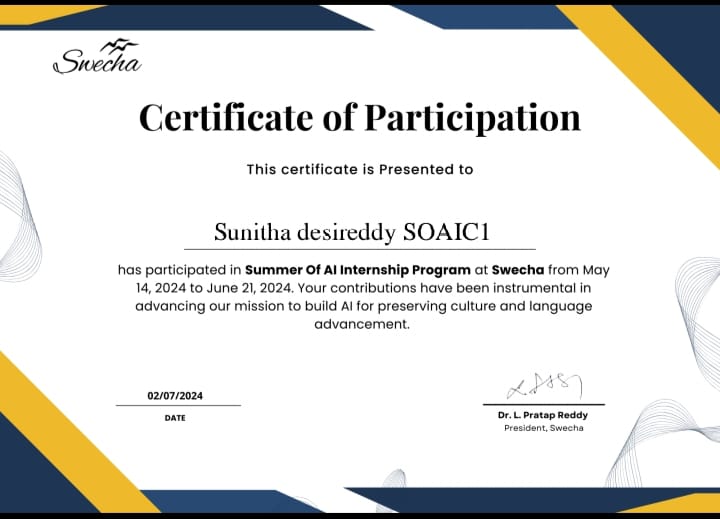 Swecha
Certificate of Participation
This certificate is Presented to
Sunitha desireddy SOAIC1
has participated in Summer Of AI Internship Program at Swecha from May
14, 2024 to June 21, 2024. Your contributions have been instrumental in
advancing our mission to build AI for preserving culture and language
advancement.
02/07/2024
DATE
Dr. L. Pratap Reddy
President, Swecha